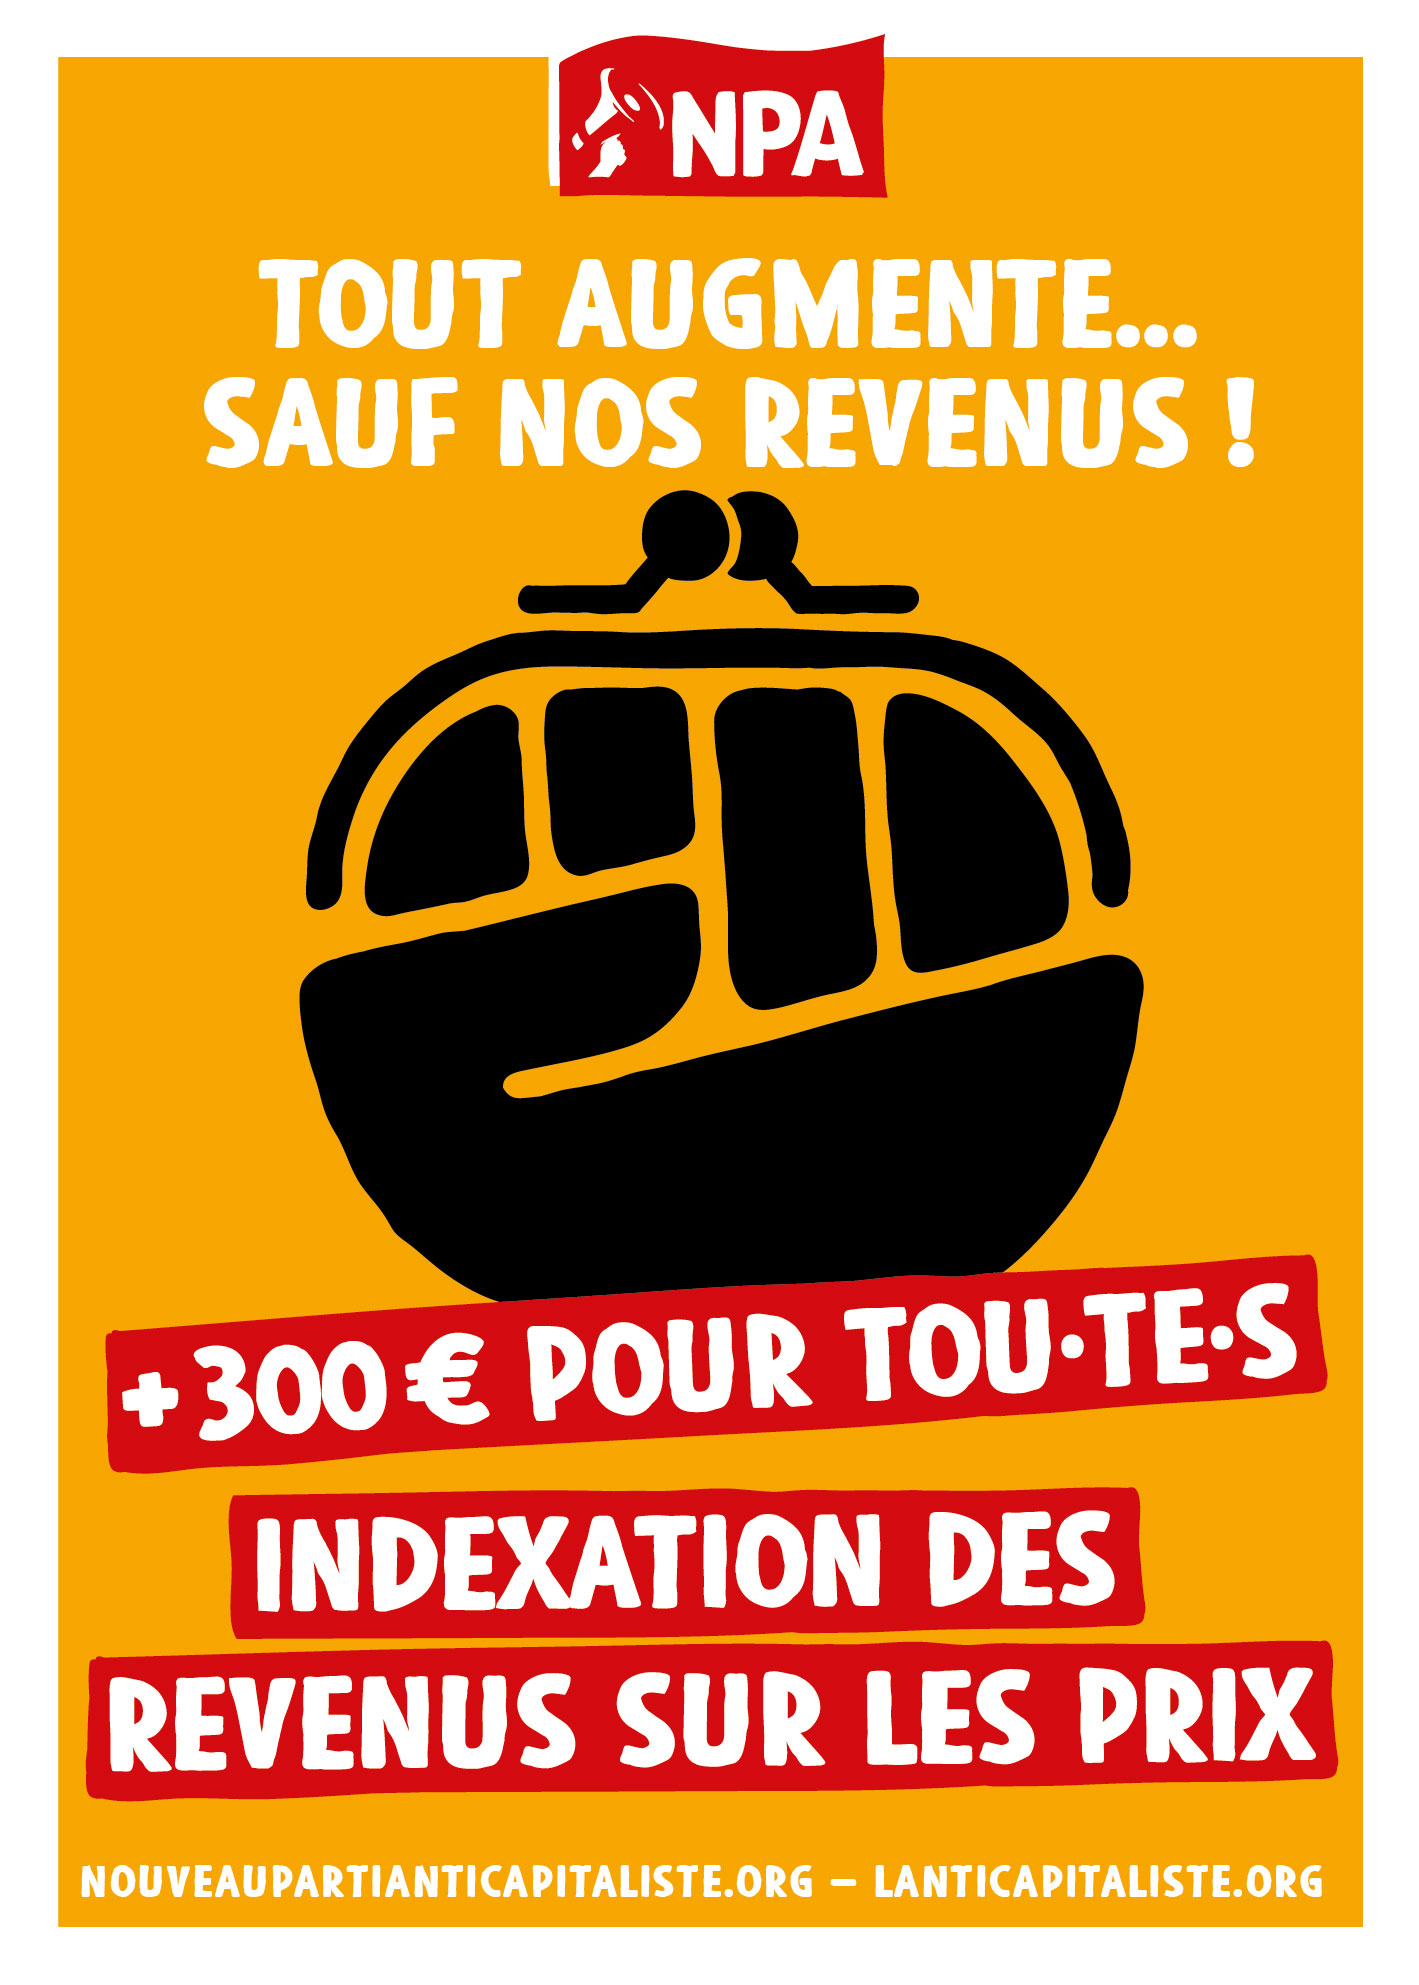 NPA
TOUT AUGMENTE...
SAUF NOS REVENUS !
+300 € POUR TOU·TE·S
INDEXATION DES
REVENUS SUR LES PRIX
NOUVEAUPARTIANTICAPITALISTE.ORG – LANTICAPITALISTE.ORG